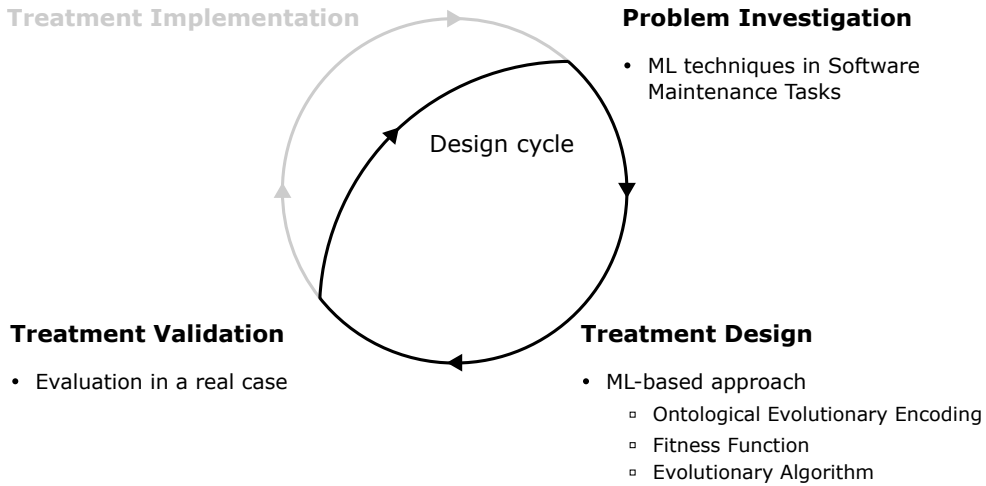 Treatment Implementation
Problem Investigation
• ML techniques in Software
Maintenance Tasks
Design cycle
Treatment Validation
• Evaluation in a real case
Treatment Design
• ML-based approach
▫ Ontological Evolutionary Encoding
▫ Fitness Function
▫ Evolutionary Algorithm